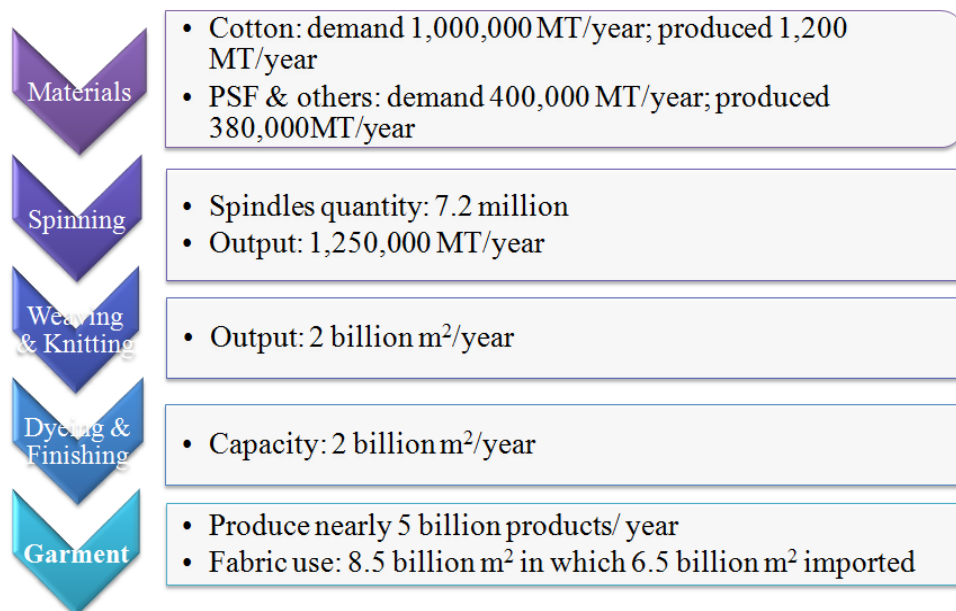 Materials
• Cotton: demand 1,000,000 MT/year; produced 1,200
MT/year
• PSF & others: demand 400,000 MT/year; produced
380,000MT/year
Spinning
• Spindles quantity: 7.2 million
• Output: 1,250,000 MT/year
Weaving
& Knitting
• Output: 2 billion m²/year
Dyeing &
Finishing
• Capacity: 2 billion m²/year
Garment
• Produce nearly 5 billion products/ year
• Fabric use: 8.5 billion m² in which 6.5 billion m² imported